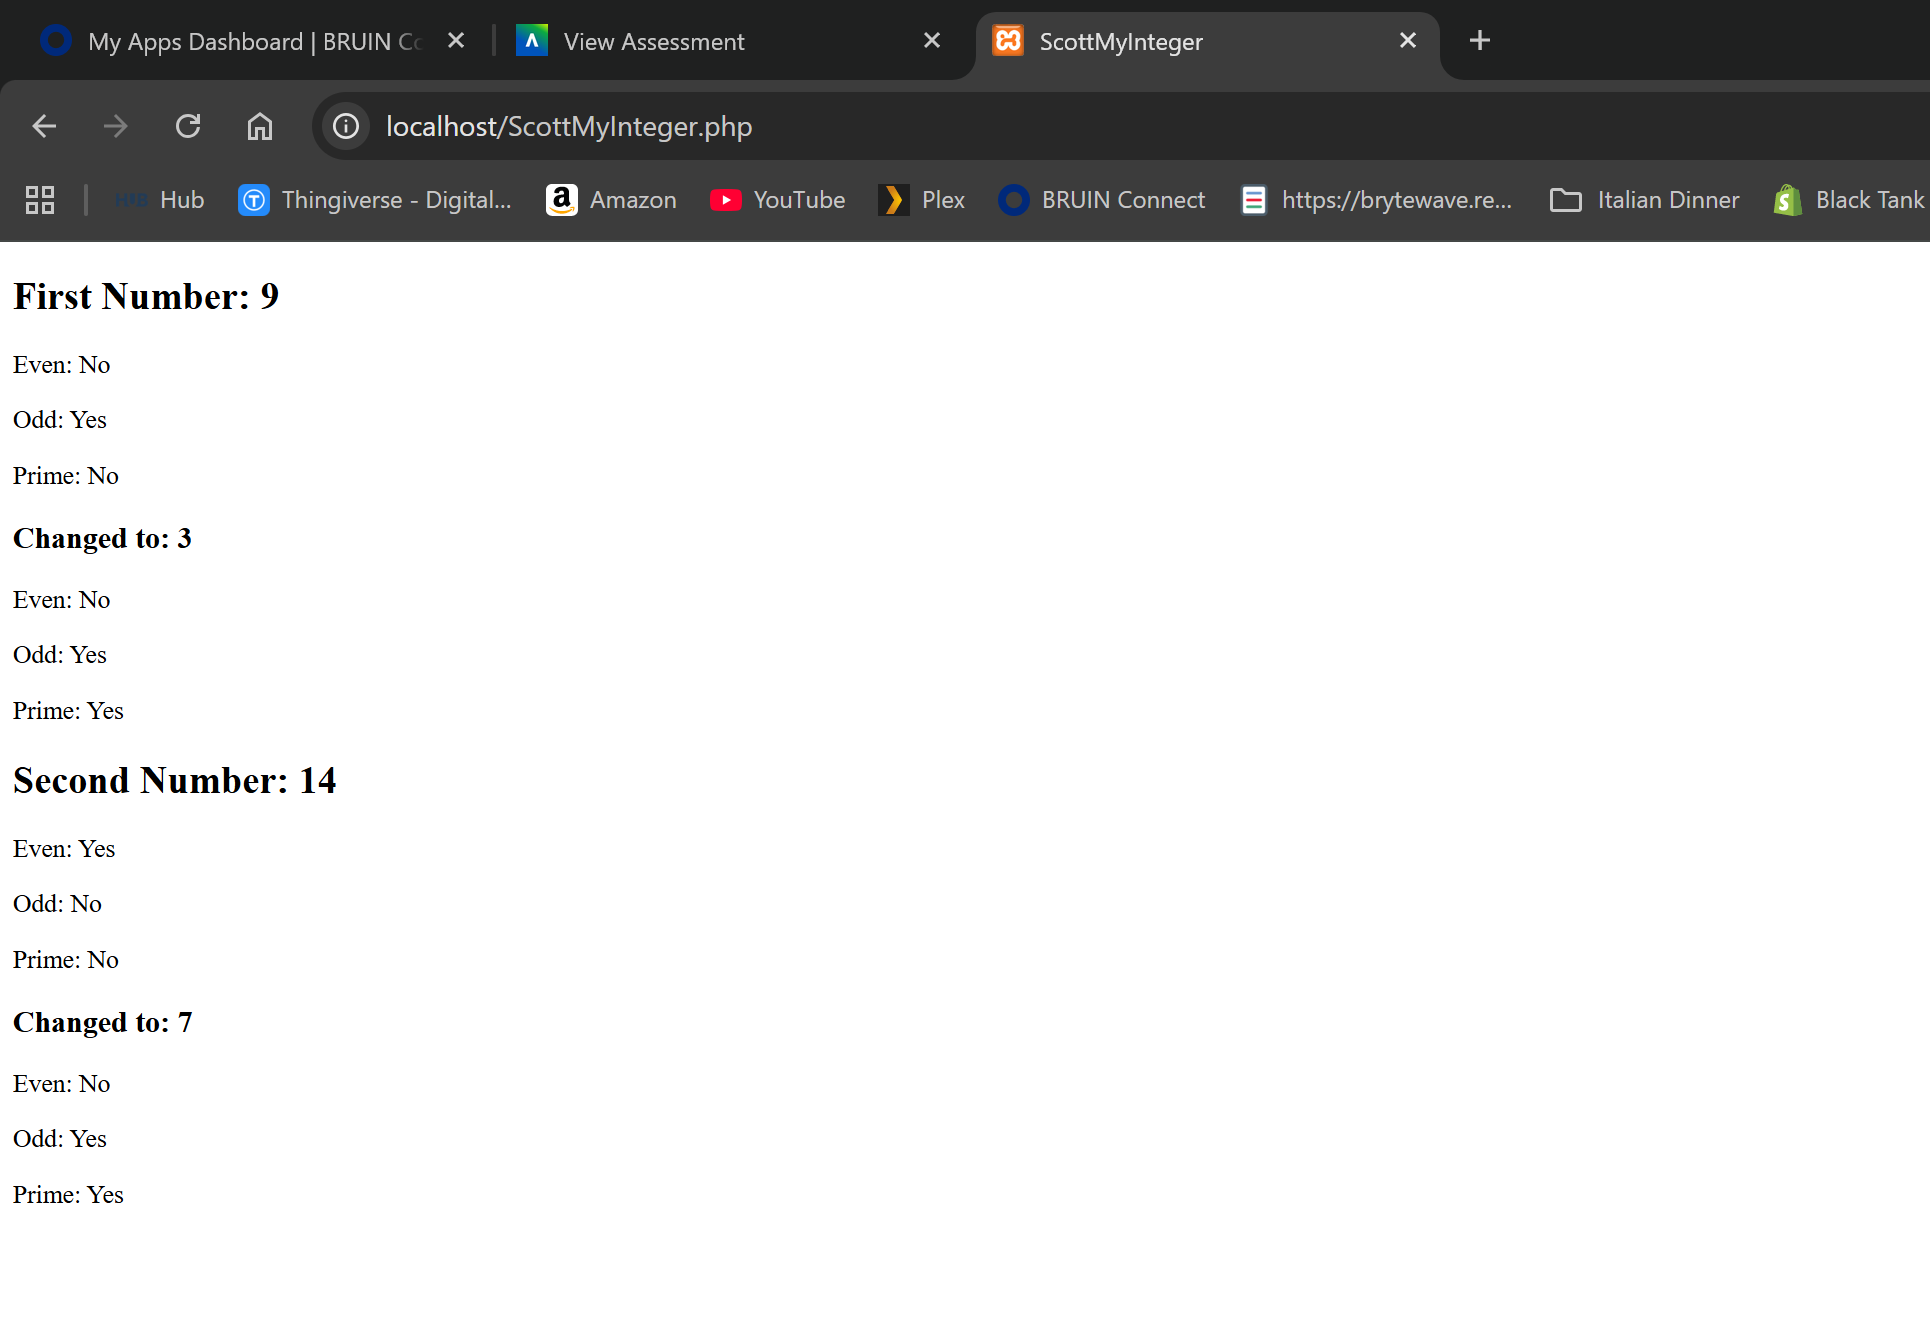 My Apps Dashboard | BRUIN
View Assessment
ScottMyInteger
localhost/ScottMyInteger.php
Hub
Thingiverse - Digital...
Amazon
YouTube
Plex
BRUIN Connect
https://brytewave.re...
Italian Dinner
Black Tank
First Number: 9
Even: No
Odd: Yes
Prime: No
Changed to: 3
Even: No
Odd: Yes
Prime: Yes
Second Number: 14
Even: Yes
Odd: No
Prime: No
Changed to: 7
Even: No
Odd: Yes
Prime: Yes